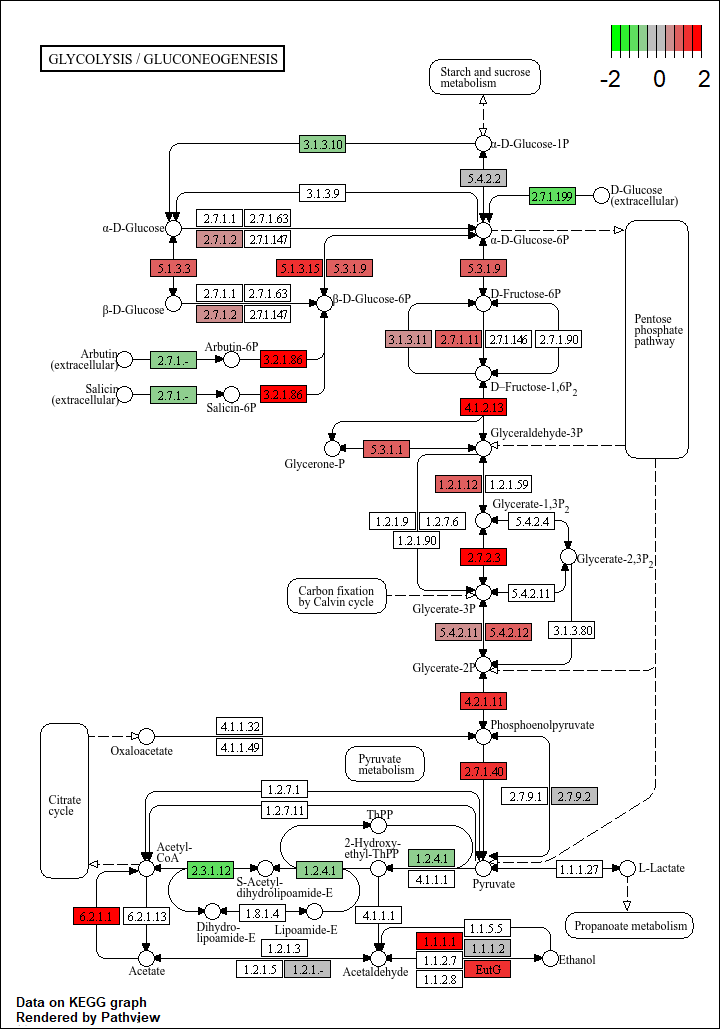 GLYCOLYSIS / GLUCONEOGENESIS
-2 0 2
Starch and sucrose
metabolism
3.1.3.10
α-D-Glucose-1P
5.4.2.2
3.1.3.9
2.7.1.199
D-Glucose
(extracellular)
2.7.1.1 2.7.1.63
α-D-Glucose
2.7.1.2 2.7.1.147
α-D-Glucose-6P
5.1.3.3
5.1.3.15 5.3.1.9
5.3.1.9
2.7.1.1 2.7.1.63
β-D-Glucose
2.7.1.2 2.7.1.147
β-D-Glucose-6P
D-Fructose-6P
Pentose
phosphate
pathway
3.1.3.11 2.7.1.11 2.7.1.146 2.7.1.90
Arbutin
(extracellular)
2.7.1.-
Arbutin-6P
3.2.1.86
Salicin
(extracellular)
2.7.1.-
Salicin-6P
3.2.1.86
D-Fructose-1,6P2
4.1.2.13
Glyceraldehyde-3P
5.3.1.1
Glycerone-P
1.2.1.12 1.2.1.59
Glycerate-1,3P2
1.2.1.9 1.2.7.6
1.2.1.90
5.4.2.4
2.7.2.3
Glycerate-2,3P2
Carbon fixation
by Calvin cycle
5.4.2.11
Glycerate-3P
5.4.2.11 5.4.2.12
3.1.3.80
Glycerate-2P
4.2.1.11
Phosphoenolpyruvate
4.1.1.32
Oxaloacetate
4.1.1.49
Pyruvate
metabolism
2.7.1.40
2.7.9.1 2.7.9.2
Citrate
cycle
1.2.7.1
1.2.7.11
ThPP
Acetyl-
CoA
2-Hydroxy-
ethyl-ThPP
2.3.1.12
1.2.4.1
1.2.4.1
4.1.1.1
S-Acetyl-
dihydrolipoamide-E
Pyruvate
1.1.1.27
L-Lactate
6.2.1.1 6.2.1.13
1.8.1.4
Dihydro-
lipoamide-E
Lipoamide-E
4.1.1.1
Propanoate metabolism
1.2.1.3
1.2.1.5 1.2.1.-
Acetate
Acetaldehyde
1.1.5.5
1.1.1.1 1.1.1.2
1.1.2.7 EutG
1.1.2.8
Ethanol
Data on KEGG graph
Rendered by Pathview